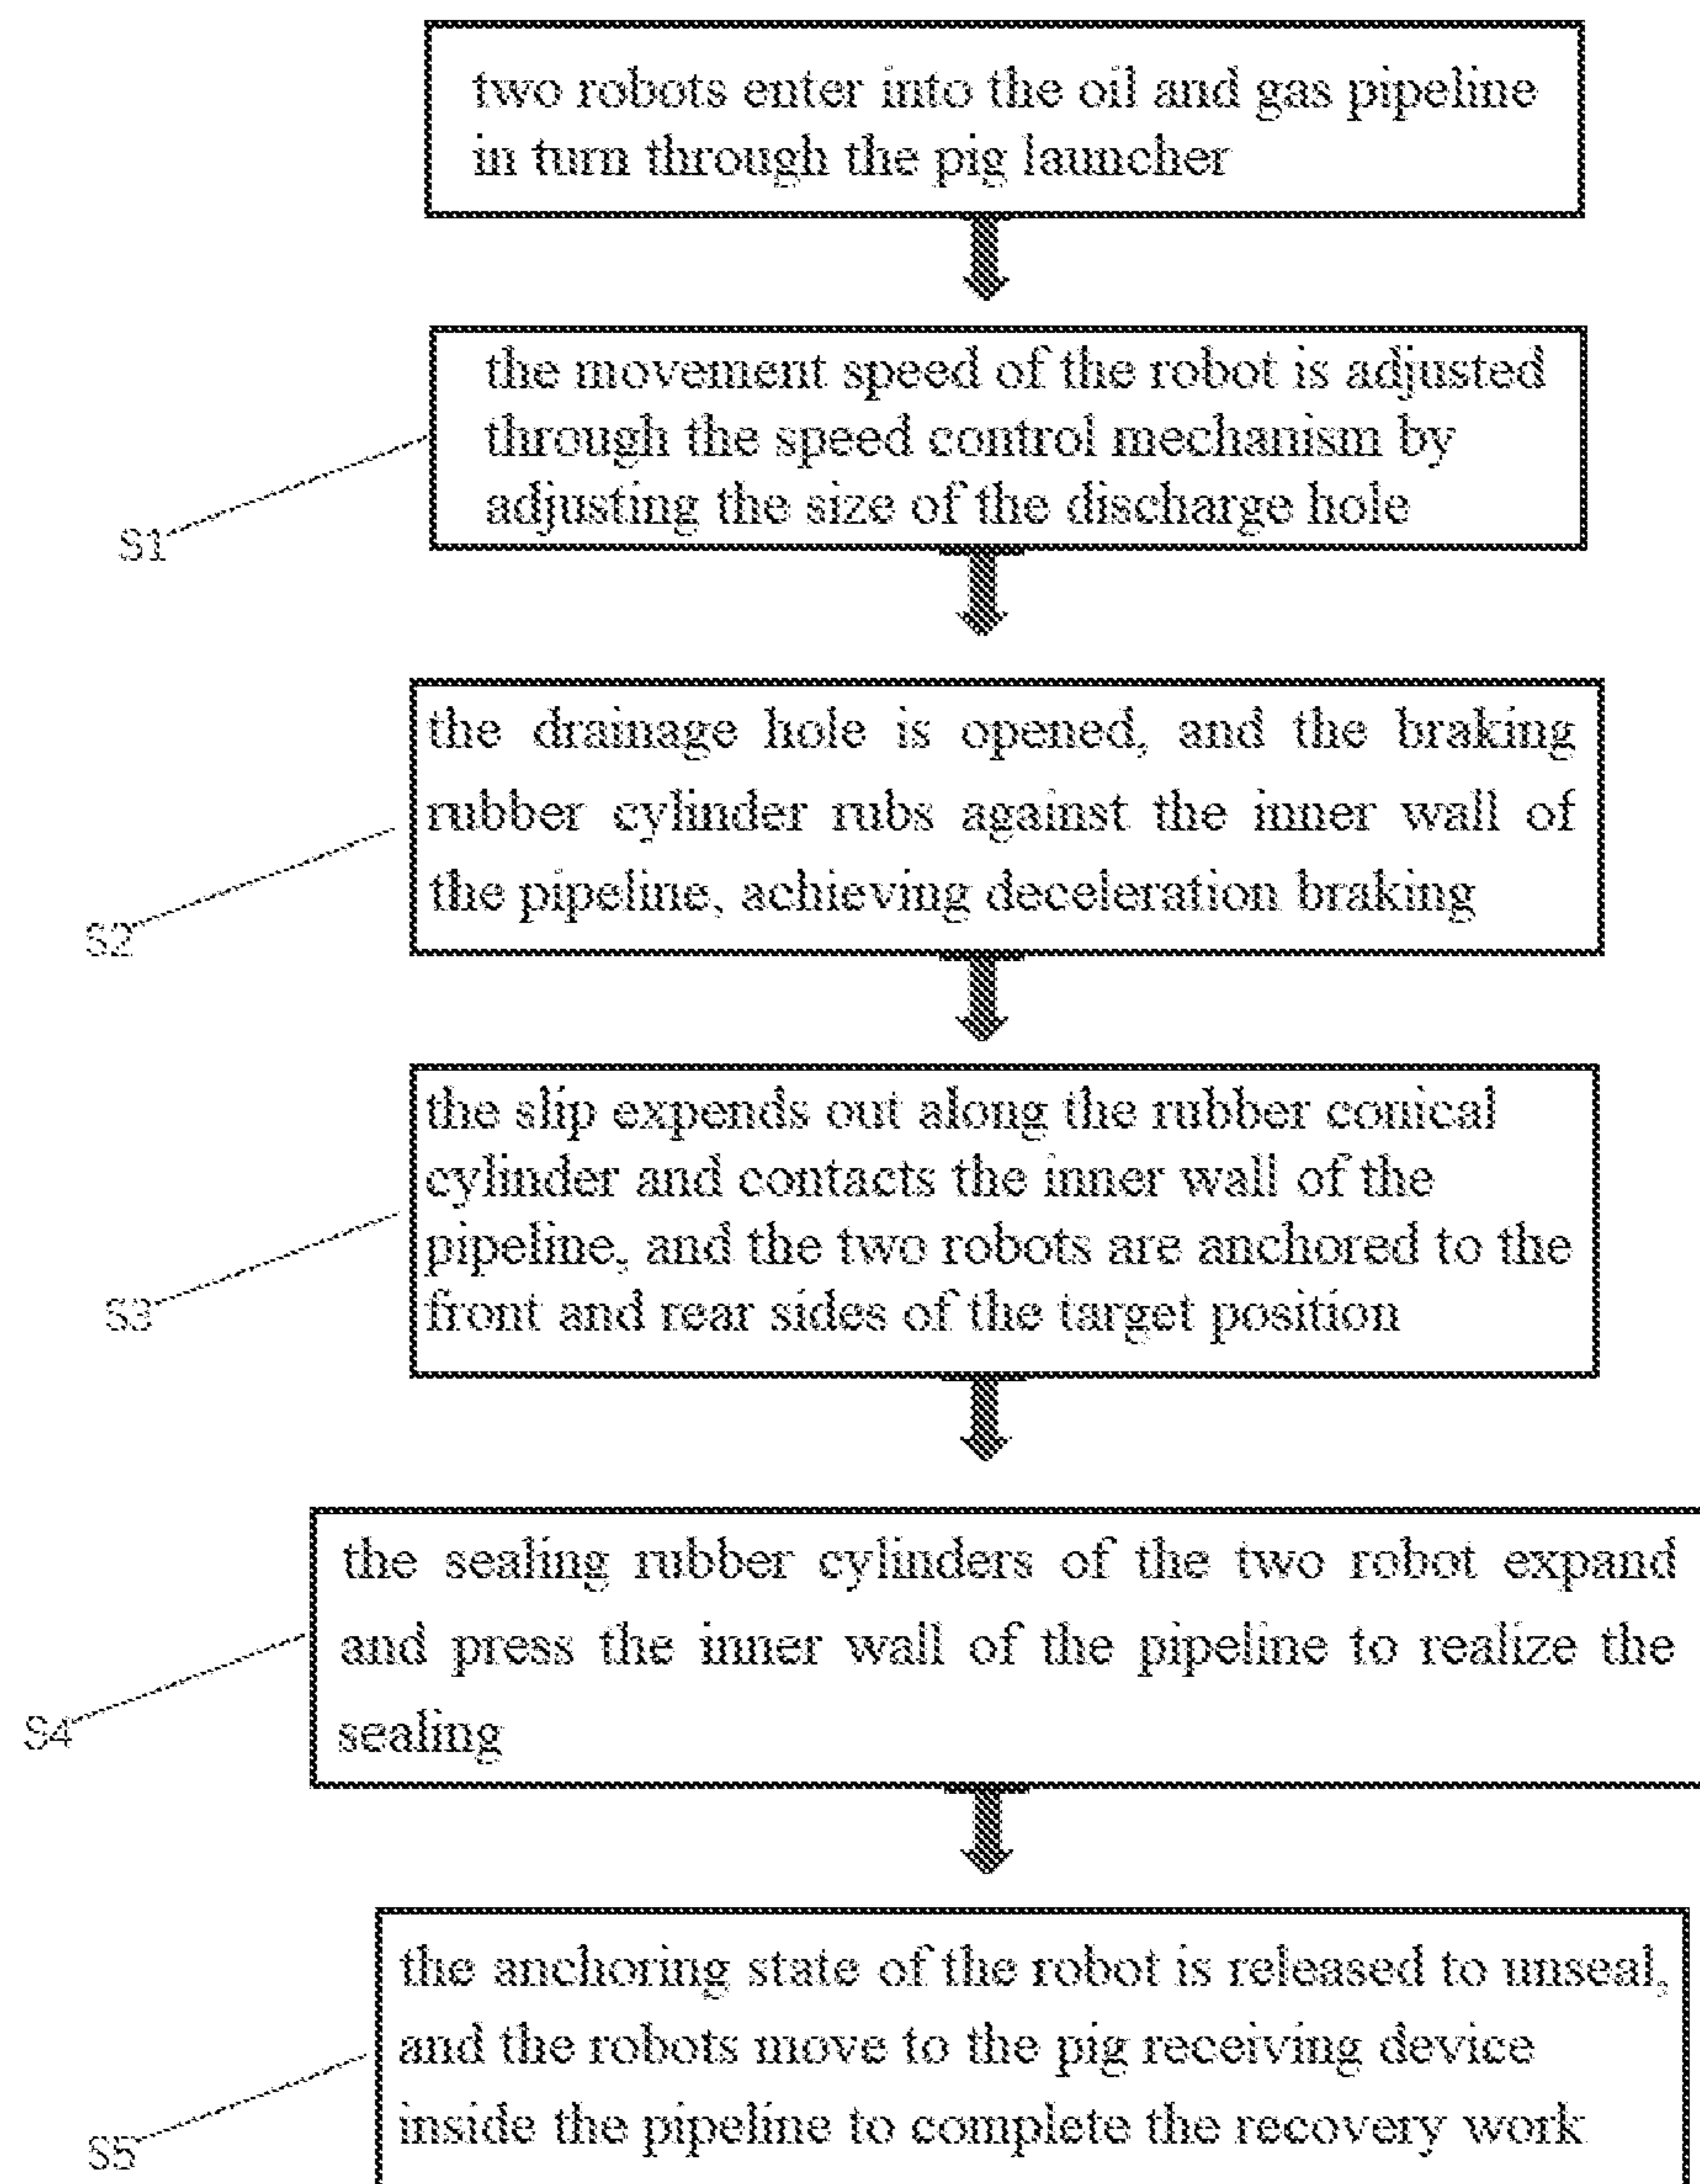 two robots enter into the oil and gas pipeline
in turn through the pig launcher
the movement speed of the robot is adjusted
through the speed control mechanism by
adjusting the size of the discharge hole
S1
the drainage hole is opened, and the braking
rubber cylinder rubs against the inner wall of
the pipeline, achieving deceleration braking
S2
the slip expends out along the rubber conical
cylinder and contacts the inner wall of the
pipeline, and the two robots are anchored to the
front and rear sides of the target position
S3
the sealing rubber cylinders of the two robot expand
and press the inner wall of the pipeline to realize the
sealing
S4
the anchoring state of the robot is released to unseal,
and the robots move to the pig receiving device
inside the pipeline to complete the recovery work
S5